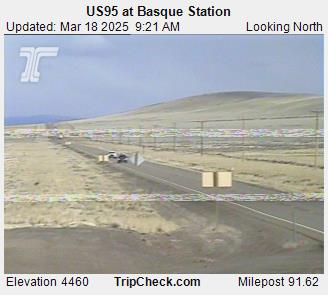 US95 at Basque Station
Updated: Mar 18 2025 9:21 AM Looking North
Elevation 4460 TripCheck.com Milepost 91.62